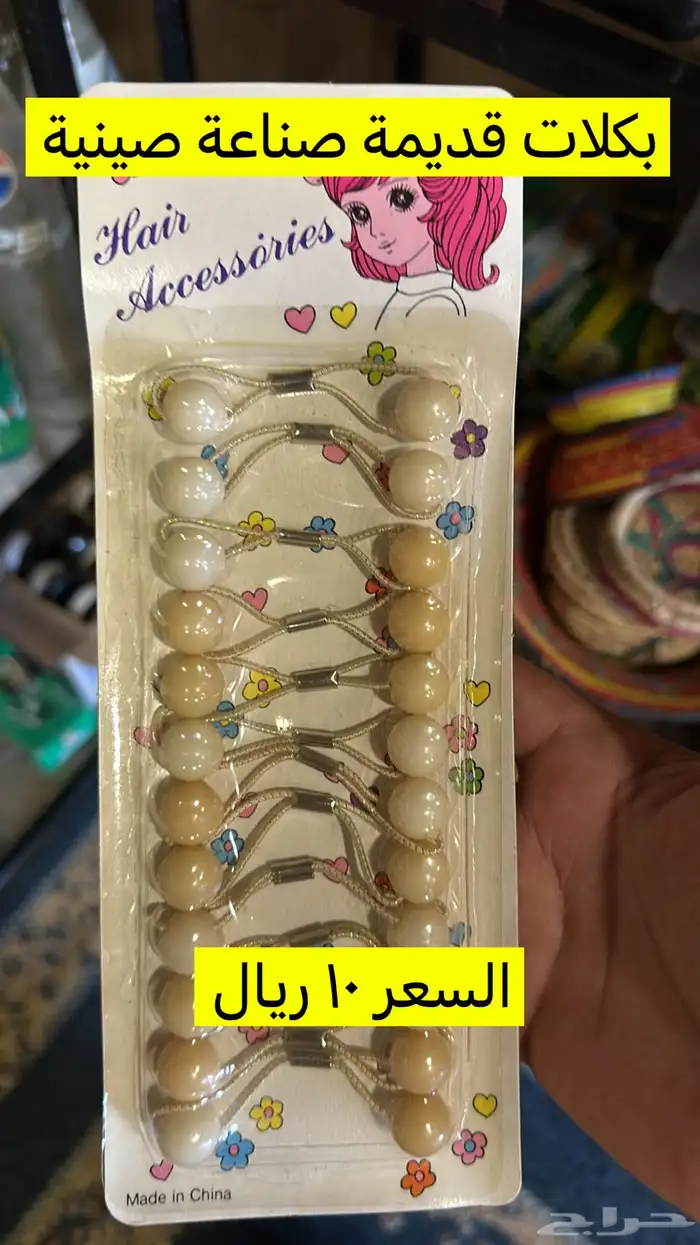 بكلات قديمة صناعة صينية
Hair
Accessories
السعر ١٠ ريال
Made in China
حراج